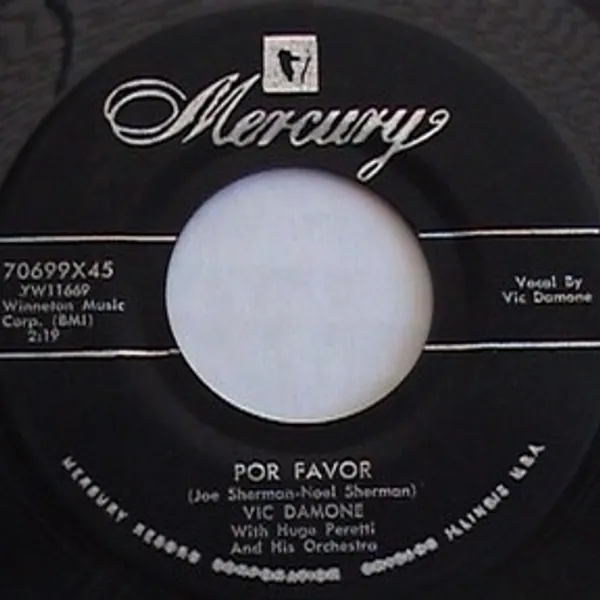 Mercury
70699X45
YW11669
Winneton Music
Corp. (BMI)
2:19
Vocal By
Vic Damone
POR FAVOR
(Joe Sherman-Noel Sherman)
VIC DAMONE
With Hugo Peretti
And His Orchestra
MERCURY RECORD CORPORATION CHICAGO ILLINOIS U.S.A.